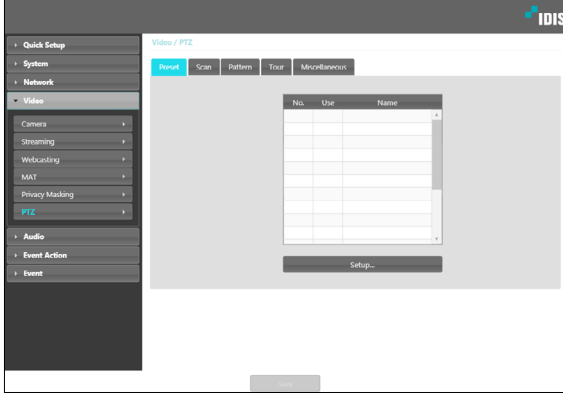 IDIS
Quick Setup
System
Network
Video
Camera
Streaming
Webcasting
MAT
Privacy Masking
PTZ
Audio
Event Action
Event
Video / PTZ
Preset Scan Pattern Tour Miscellaneous
No. Use Name
Setup...
Save